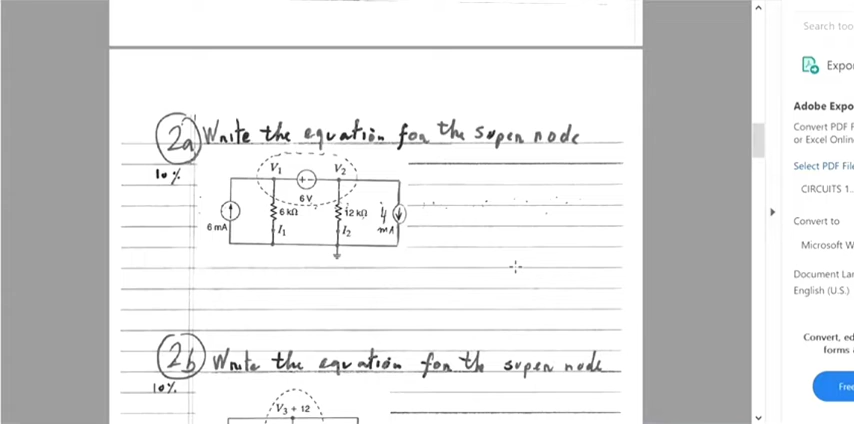 Search too
Expor
Adobe Expo
Convert PDF F
or Excel Onlin
Select PDF File
CIRCUITS 1...
Convert to
Microsoft W
Document Lar
English (U.S.)
Convert, ed
forms
Free
2a) Write the equation for the super node
10%
V1 V2
+ -
6 V
6 kΩ 12 kΩ 4
6 mA I1 I2 mA
2b) Write the equation for the super node
10%
V3 + 12